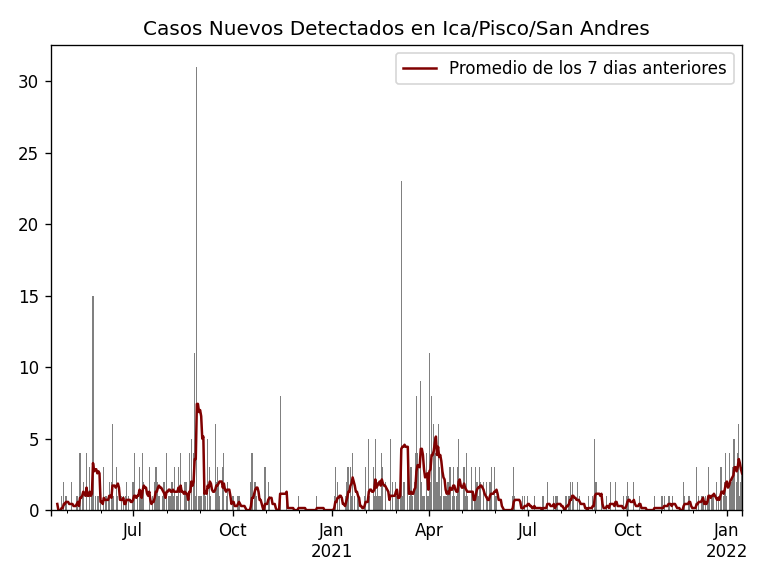 Casos Nuevos Detectados en Ica/Pisco/San Andres
Promedio de los 7 dias anteriores
30
25
20
15
10
5
0
Jul Oct Jan Apr Jul Oct Jan
2021 2022